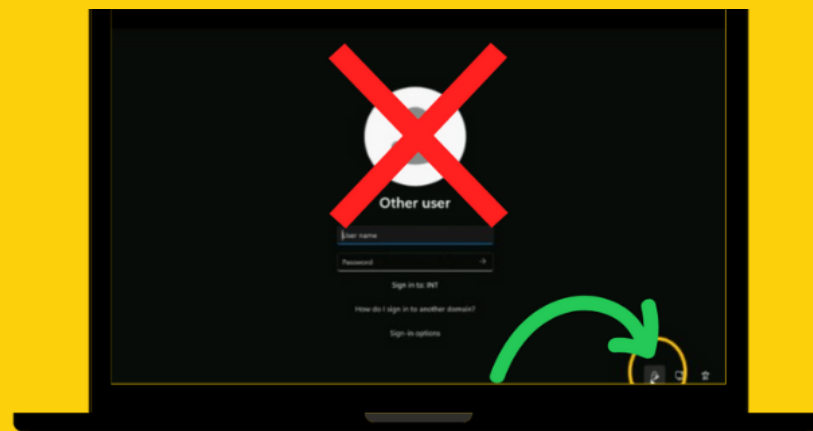 Other user
User name
Password
Sign in to: INT
How do I sign in to another domain?
Sign-in options